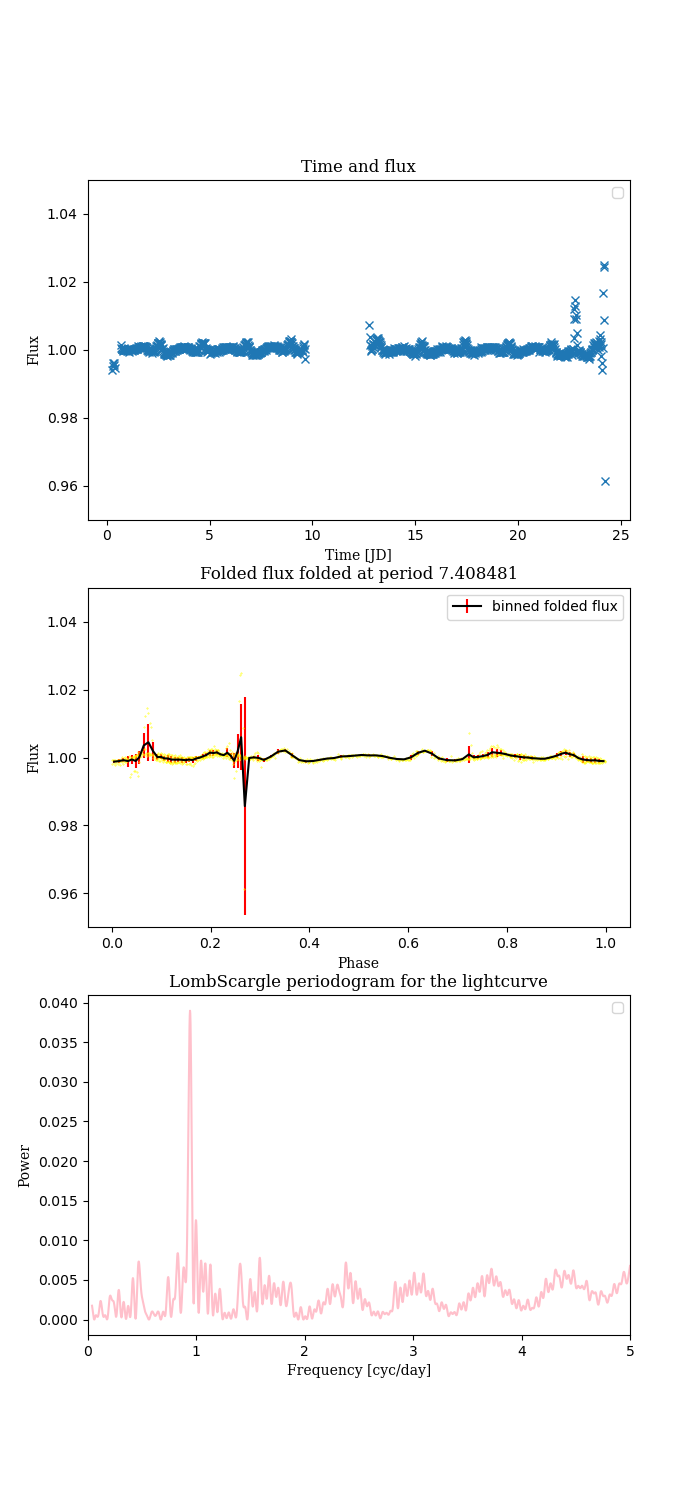 Time and flux
1.04
1.02
1.00
0.98
0.96
Flux
0 5 10 15 20 25
Time [JD]
Folded flux folded at period 7.408481
binned folded flux
1.04
1.02
1.00
0.98
0.96
Flux
0.0 0.2 0.4 0.6 0.8 1.0
Phase
LombScargle periodogram for the lightcurve
0.040
0.035
0.030
0.025
0.020
0.015
0.010
0.005
0.000
Power
0 1 2 3 4 5
Frequency [cyc/day]